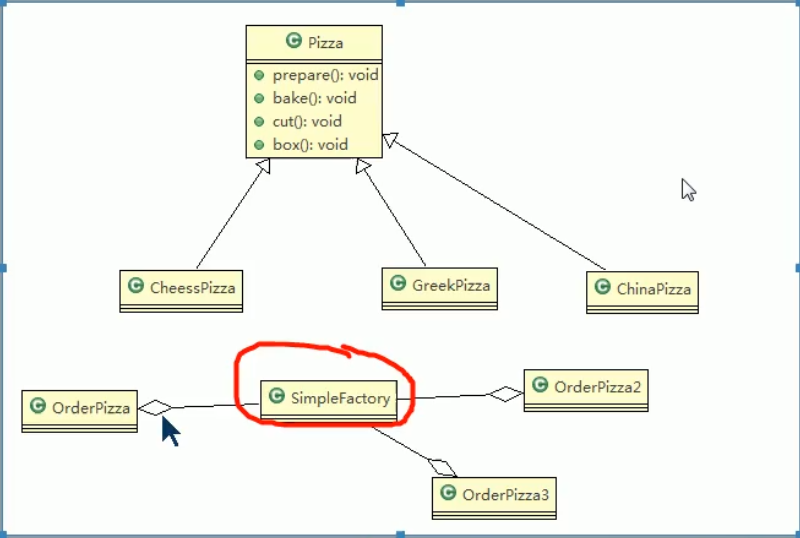 C Pizza
prepare(): void
bake(): void
cut(): void
box(): void
C CheessPizza
C GreekPizza
C ChinaPizza
C OrderPizza
C SimpleFactory
C OrderPizza2
C OrderPizza3